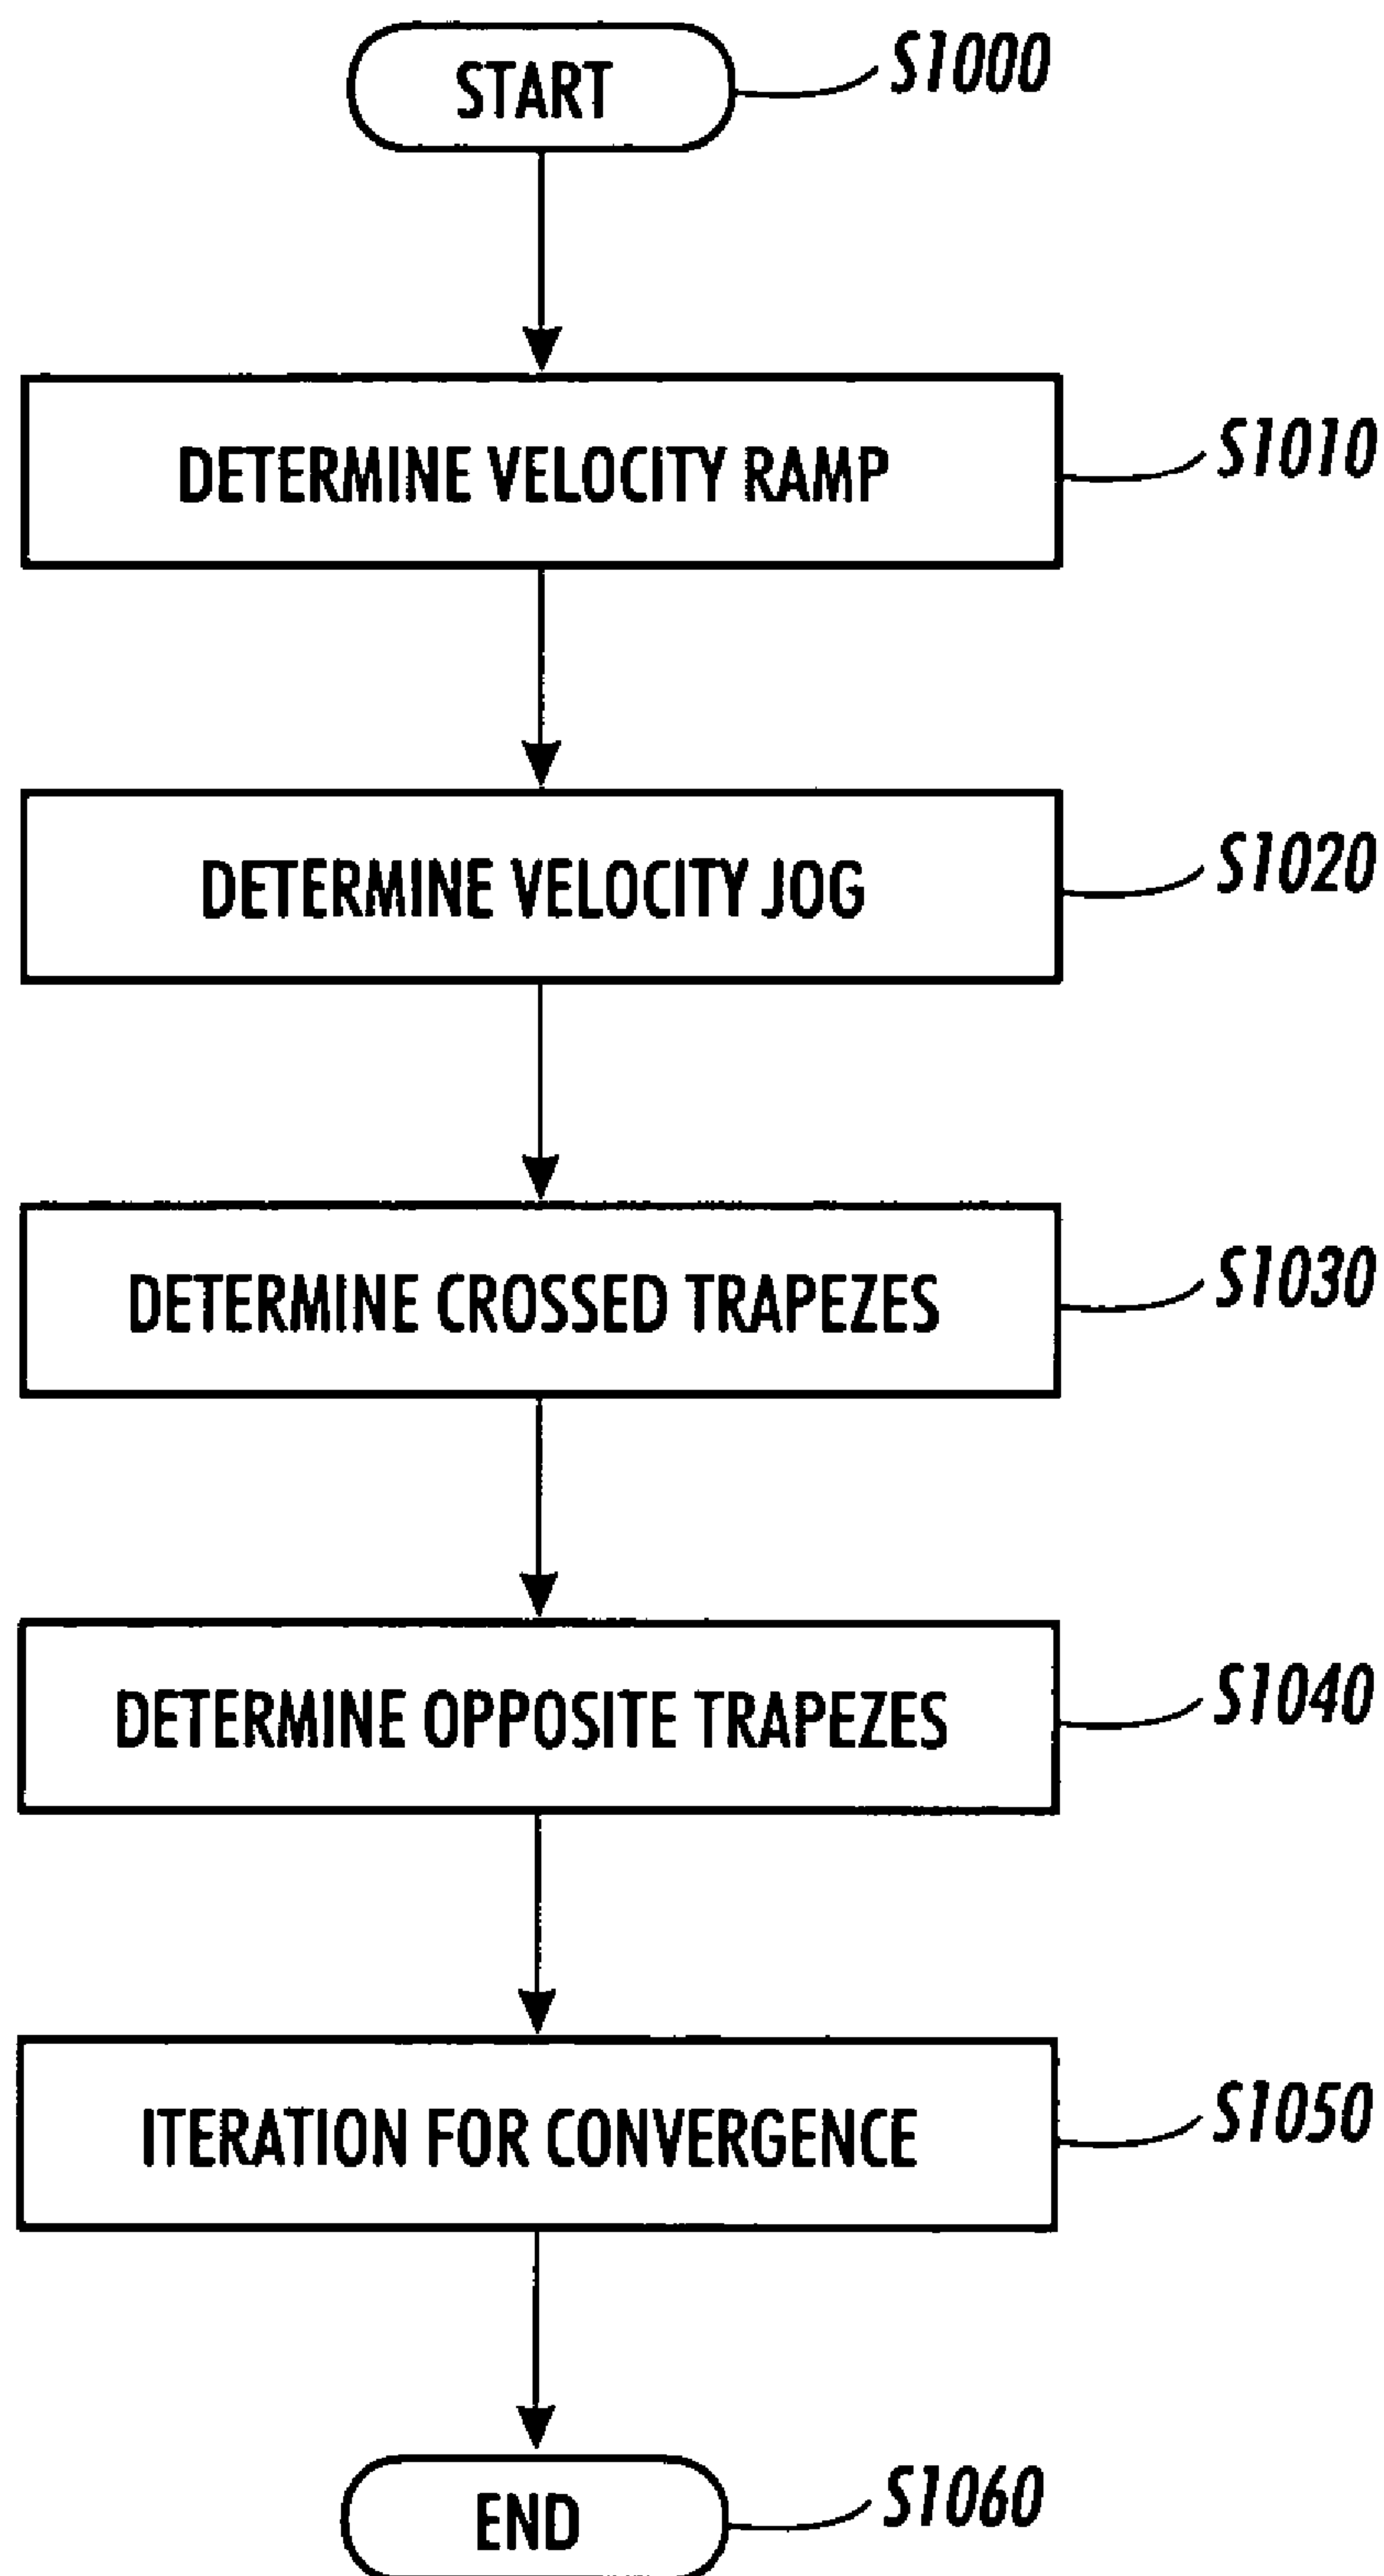 START
S1000
DETERMINE VELOCITY RAMP
S1010
DETERMINE VELOCITY JOG
S1020
DETERMINE CROSSED TRAPEZES
S1030
DETERMINE OPPOSITE TRAPEZES
S1040
ITERATION FOR CONVERGENCE
S1050
END
S1060